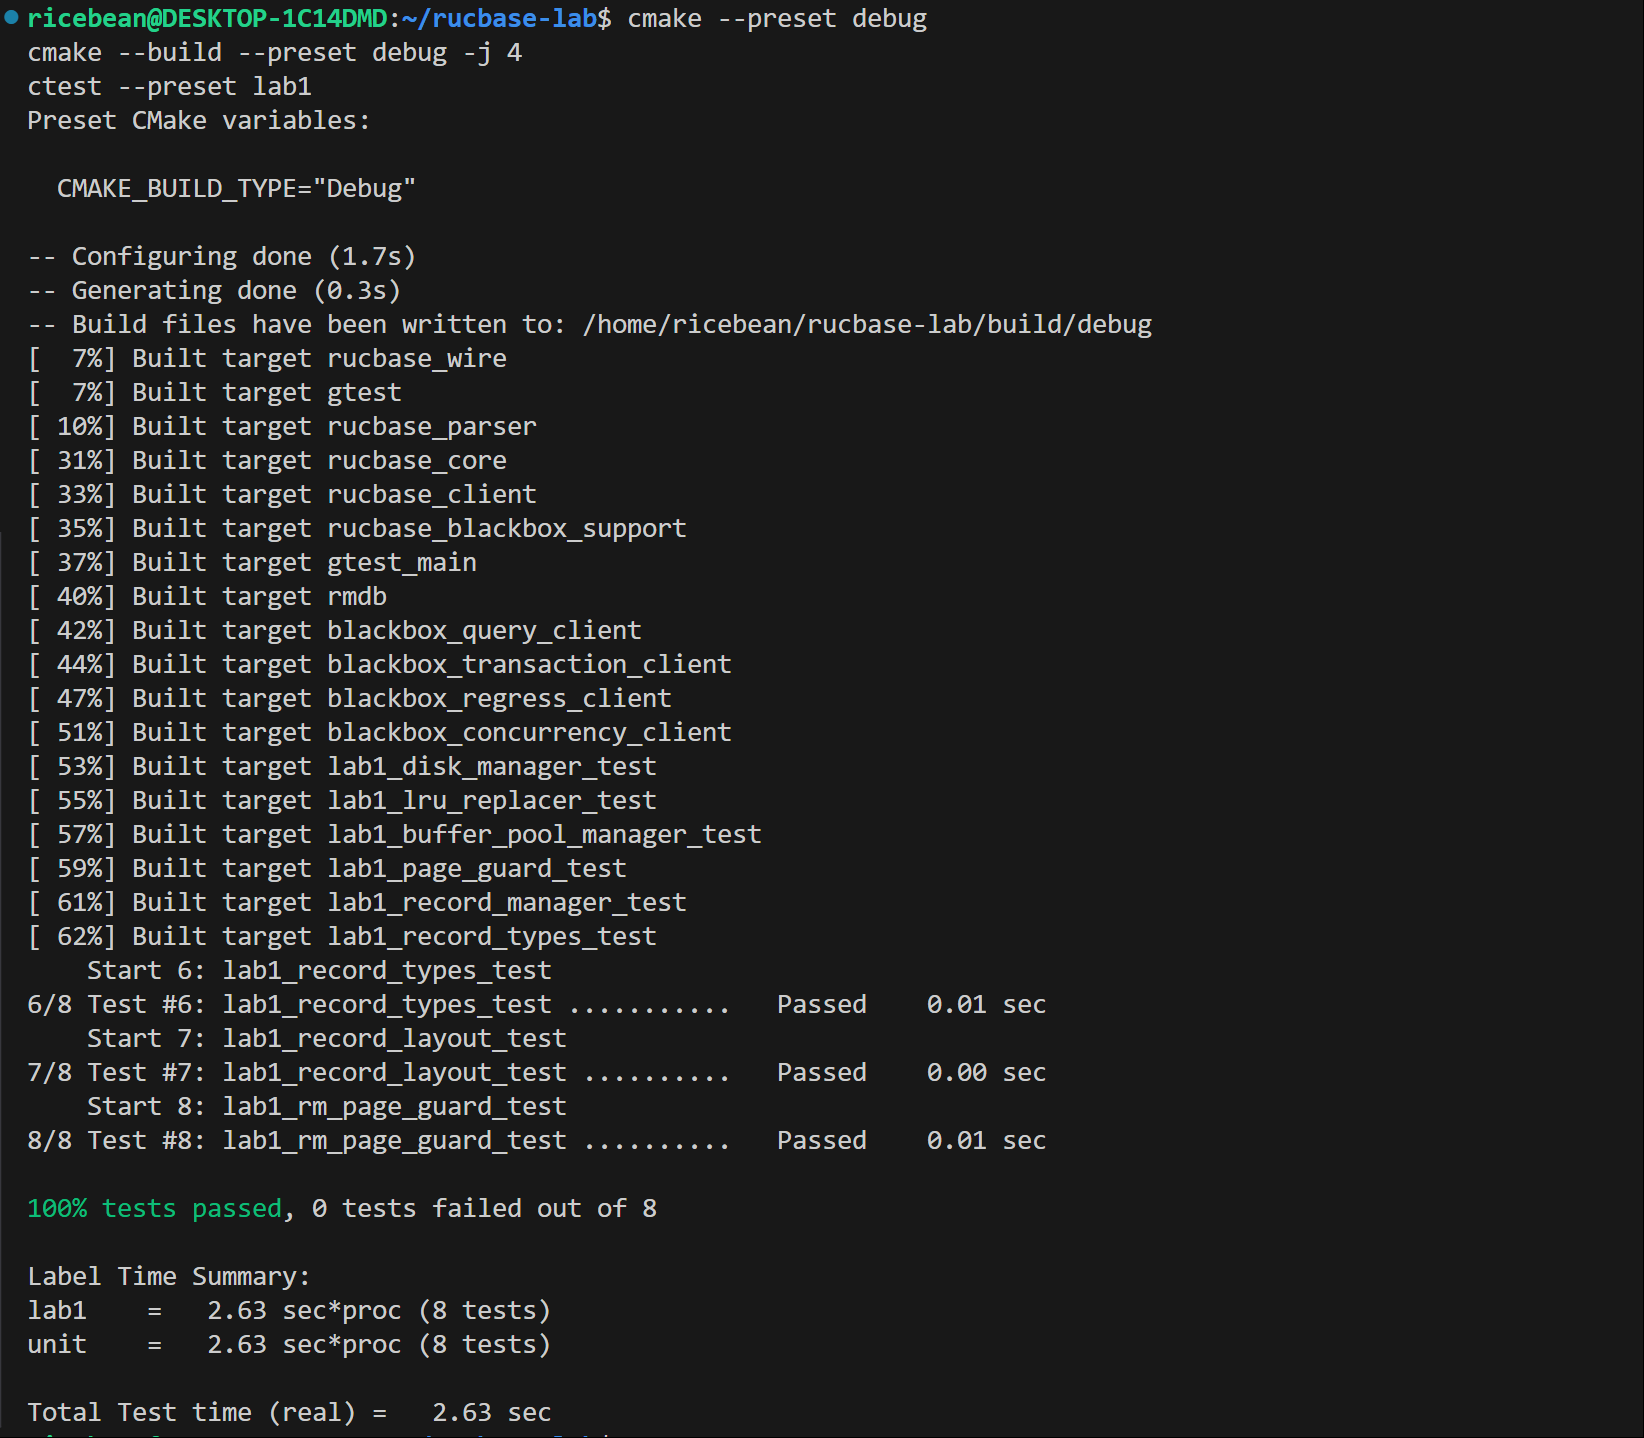 ricebean@DESKTOP-1C14DMD:~/rucbase-lab$ cmake --preset debug
cmake --build --preset debug -j 4
ctest --preset lab1
Preset CMake variables:
CMAKE_BUILD_TYPE="Debug"
-- Configuring done (1.7s)
-- Generating done (0.3s)
-- Build files have been written to: /home/ricebean/rucbase-lab/build/debug
[  7%] Built target rucbase_wire
[  7%] Built target gtest
[ 10%] Built target rucbase_parser
[ 31%] Built target rucbase_core
[ 33%] Built target rucbase_client
[ 35%] Built target rucbase_blackbox_support
[ 37%] Built target gtest_main
[ 40%] Built target rmdb
[ 42%] Built target blackbox_query_client
[ 44%] Built target blackbox_transaction_client
[ 47%] Built target blackbox_regress_client
[ 51%] Built target blackbox_concurrency_client
[ 53%] Built target lab1_disk_manager_test
[ 55%] Built target lab1_lru_replacer_test
[ 57%] Built target lab1_buffer_pool_manager_test
[ 59%] Built target lab1_page_guard_test
[ 61%] Built target lab1_record_manager_test
[ 62%] Built target lab1_record_types_test
    Start 6: lab1_record_types_test
6/8 Test #6: lab1_record_types_test ...........   Passed    0.01 sec
    Start 7: lab1_record_layout_test
7/8 Test #7: lab1_record_layout_test ..........   Passed    0.00 sec
    Start 8: lab1_rm_page_guard_test
8/8 Test #8: lab1_rm_page_guard_test ..........   Passed    0.01 sec
100% tests passed, 0 tests failed out of 8
Label Time Summary:
lab1    =   2.63 sec*proc (8 tests)
unit    =   2.63 sec*proc (8 tests)
Total Test time (real) =   2.63 sec